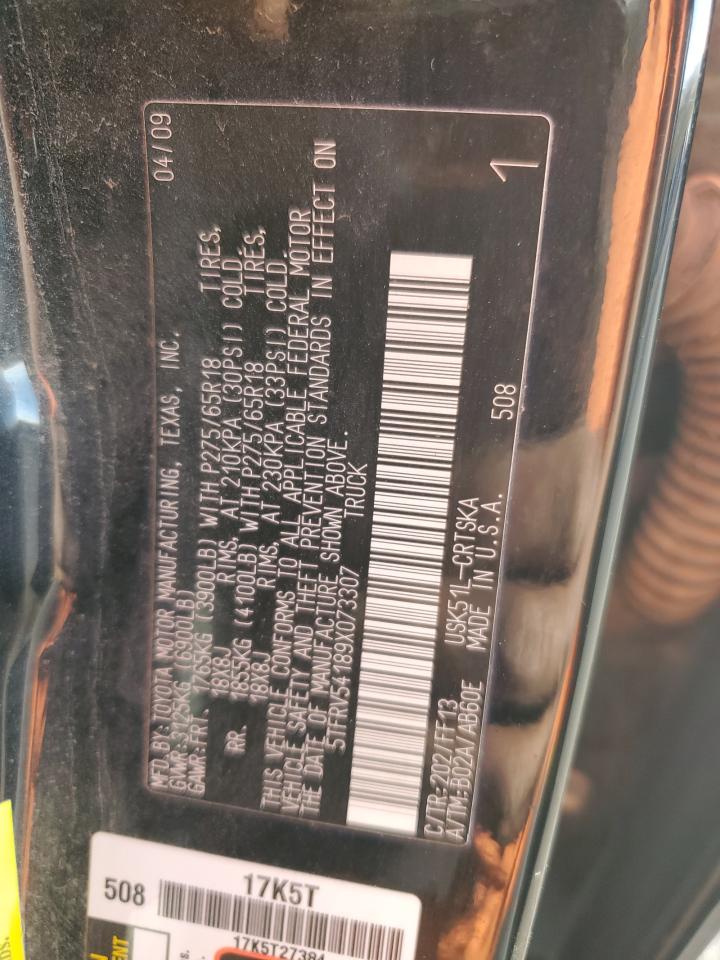 MFD.BY:TOYOTA MOTOR MANUFACTURING, TEXAS, INC. 04/09
GVWR:3129KG (6900LB)
GAWR:FRT. 1765KG (3900LB) WITH P275/65R18 TIRES,
18X8J RIMS, AT 210KPA (30PSI) COLD.
RR. 1855KG (4100LB) WITH P275/65R18 TIRES,
18X8J RIMS, AT 230KPA (33PSI) COLD.
THIS VEHICLE CONFORMS TO ALL APPLICABLE FEDERAL MOTOR
VEHICLE SAFETY AND THEFT PREVENTION STANDARDS IN EFFECT ON
THE DATE OF MANUFACTURE SHOWN ABOVE.
5TFRW54189X073307 TRUCK
C/TR:202/FF13 USK51L-CRTSKA 508
A/TM:B02A/AB60E MADE IN U.S.A.
1
508 17K5T